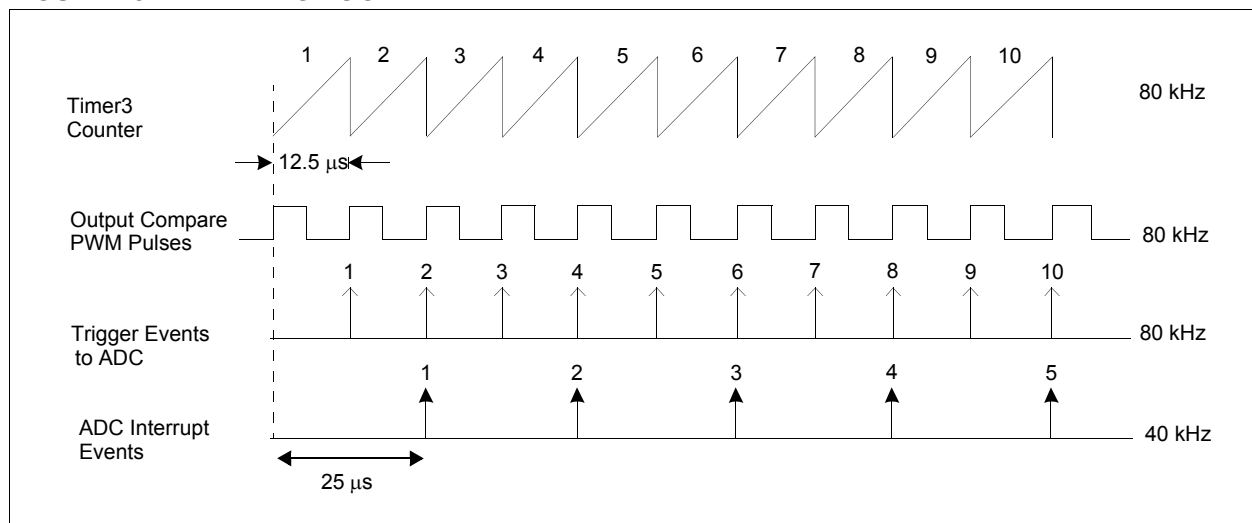 1 2 3 4 5 6 7 8 9 10
Timer3
Counter
80 kHz
12.5 μs
Output Compare
PWM Pulses
80 kHz
1 2 3 4 5 6 7 8 9 10
Trigger Events
to ADC
80 kHz
1 2 3 4 5
ADC Interrupt
Events
40 kHz
25 μs